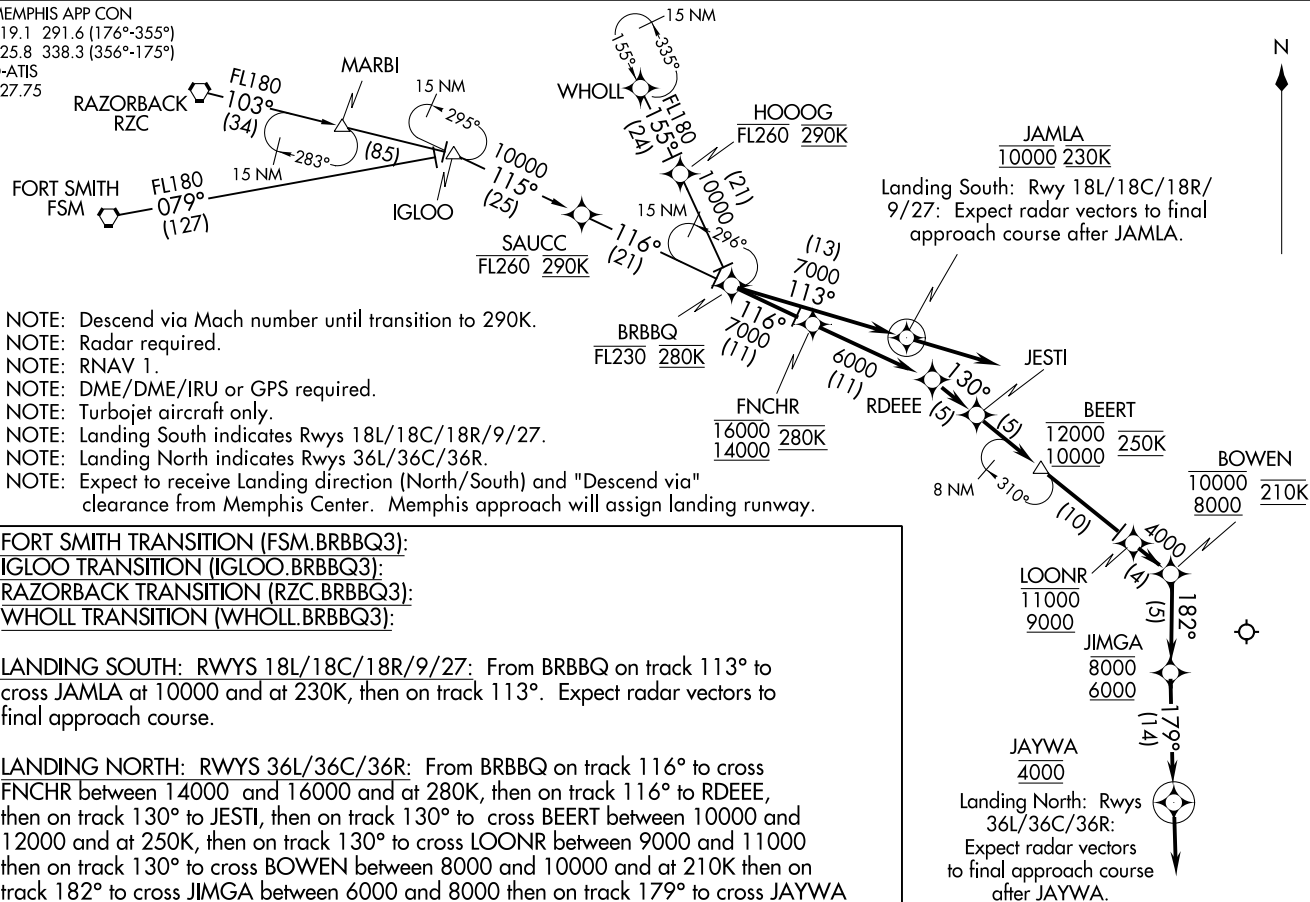 MEMPHIS APP CON
19.1 291.6 (176°-355°)
25.8 338.3 (356°-175°)
-ATIS
27.75
RAZORBACK
RZC
FL180
103°
(34)
MARBI
15 NM
283°
(85)
15 NM
295°
IGLOO
FORT SMITH
FSM
FL180
079°
(127)
10000
115°
(25)
SAUCC
FL260 290K
116°
(21)
15 NM
155°
335°
WHOLL
FL180
155°
(24)
HOOOG
FL260 290K
(21)
10000
15 NM
296°
BRBBQ
FL230 280K
(13)
7000
113°
JAMLA
10000 230K
Landing South: Rwy 18L/18C/18R/
9/27: Expect radar vectors to final
approach course after JAMLA.
N
116°
7000
(11)
FNCHR
16000
14000
280K
6000
(11)
RDEEE
130°
(5)
JESTI
(5)
BEERT
12000
10000
250K
8 NM
310°
(10)
LOONR
11000
9000
4000
(4)
BOWEN
10000
8000
210K
182°
(5)
JIMGA
8000
6000
179°
(14)
JAYWA
4000
Landing North: Rwys
36L/36C/36R:
Expect radar vectors
to final approach course
after JAYWA.
NOTE: Descend via Mach number until transition to 290K.
NOTE: Radar required.
NOTE: RNAV 1.
NOTE: DME/DME/IRU or GPS required.
NOTE: Turbojet aircraft only.
NOTE: Landing South indicates Rwys 18L/18C/18R/9/27.
NOTE: Landing North indicates Rwys 36L/36C/36R.
NOTE: Expect to receive Landing direction (North/South) and "Descend via"
clearance from Memphis Center. Memphis approach will assign landing runway.
FORT SMITH TRANSITION (FSM.BRBBQ3):
IGLOO TRANSITION (IGLOO.BRBBQ3):
RAZORBACK TRANSITION (RZC.BRBBQ3):
WHOLL TRANSITION (WHOLL.BRBBQ3):
LANDING SOUTH: RWYS 18L/18C/18R/9/27: From BRBBQ on track 113° to
cross JAMLA at 10000 and at 230K, then on track 113°. Expect radar vectors to
final approach course.
LANDING NORTH: RWYS 36L/36C/36R: From BRBBQ on track 116° to cross
FNCHR between 14000 and 16000 and at 280K, then on track 116° to RDEEE,
then on track 130° to JESTI, then on track 130° to cross BEERT between 10000 and
12000 and at 250K, then on track 130° to cross LOONR between 9000 and 11000
then on track 130° to cross BOWEN between 8000 and 10000 and at 210K then on
track 182° to cross JIMGA between 6000 and 8000 then on track 179° to cross JAYWA